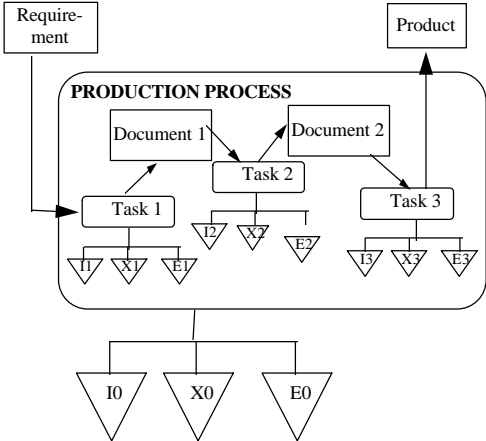 Require-
ment
Product
PRODUCTION PROCESS
Document 1
Document 2
Task 2
Task 1
Task 3
I2
X2
E2
I1
X1
E1
I3
X3
E3
I0
X0
E0